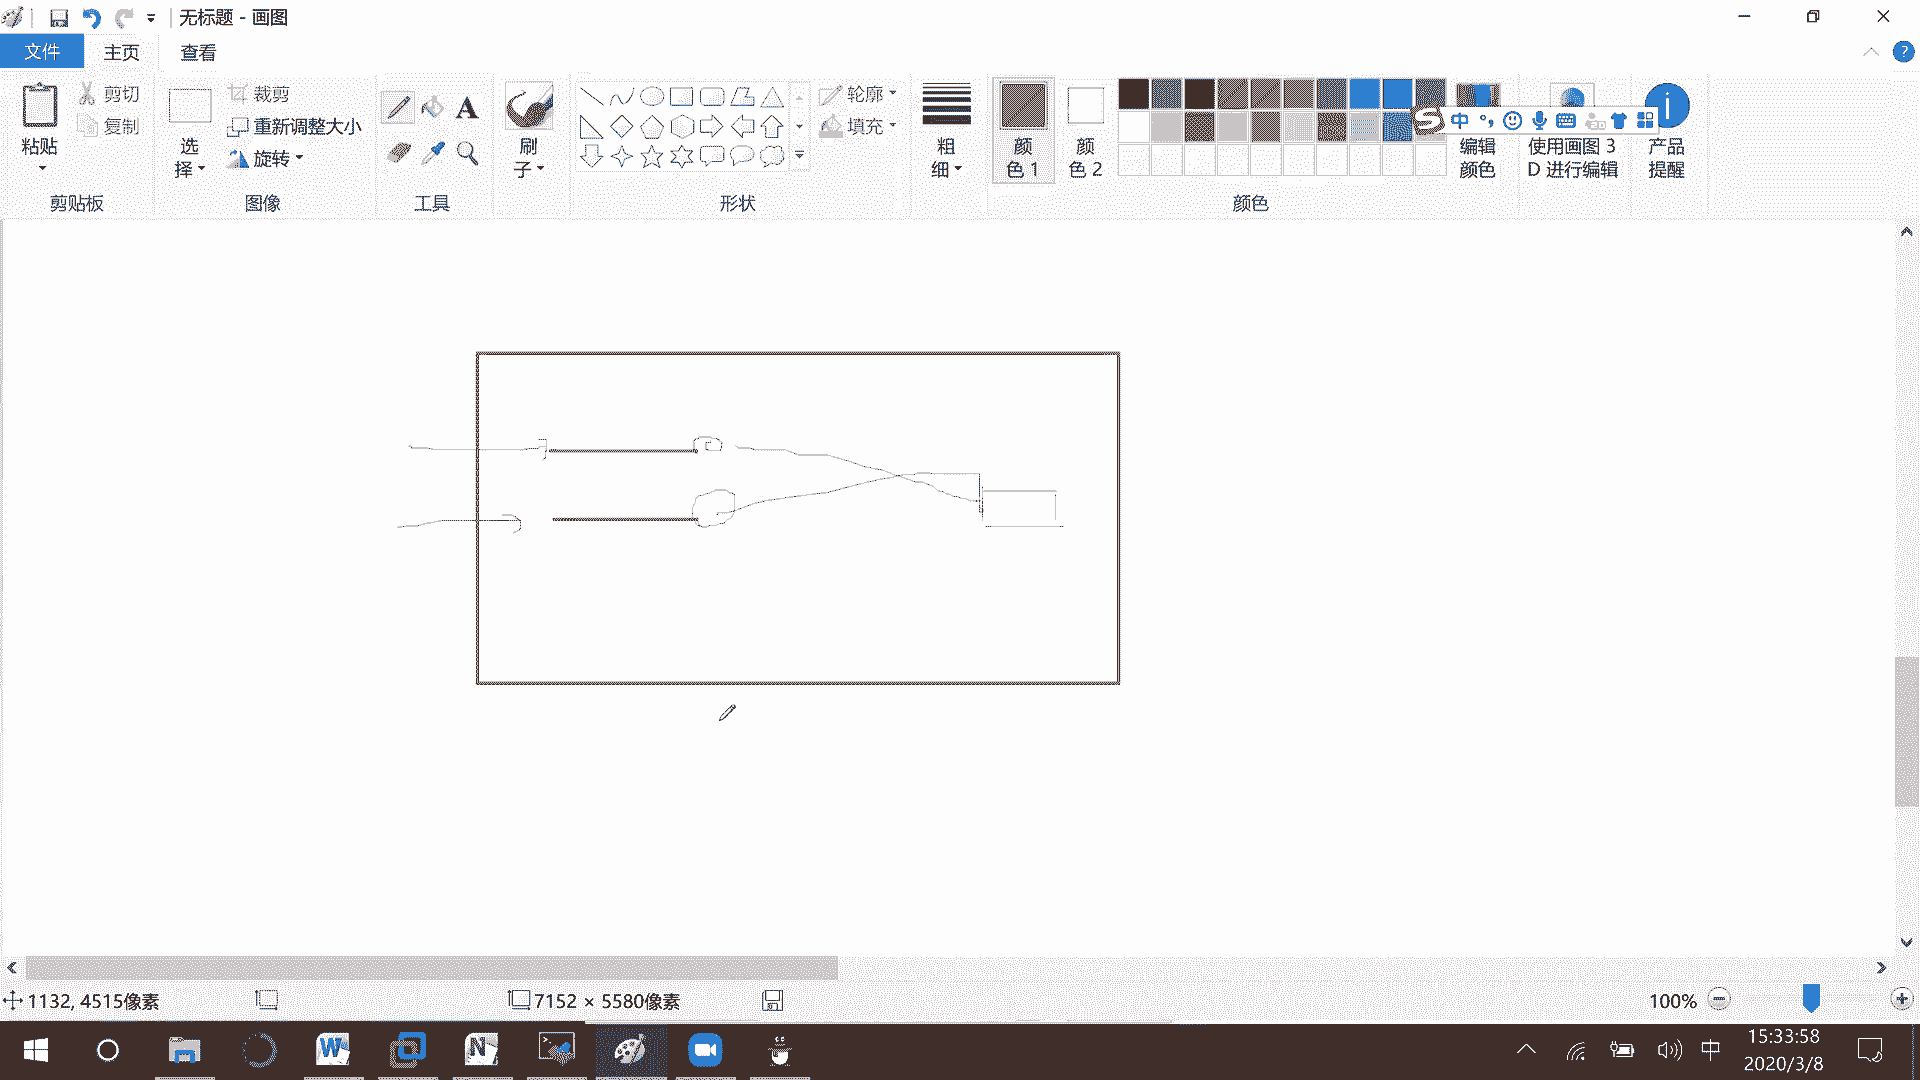 无标题 - 画图
文件 主页 查看
粘贴
剪切
复制
剪贴板
选择
裁剪
重新调整大小
旋转
图像
A
工具
刷子
轮廓
填充
形状
粗细
颜色 1
颜色 2
编辑颜色
颜色
使用画图 3D 进行编辑
产品提醒
中
1132, 4515像素
7152 × 5580像素
100%
中
15:33:58
2020/3/8